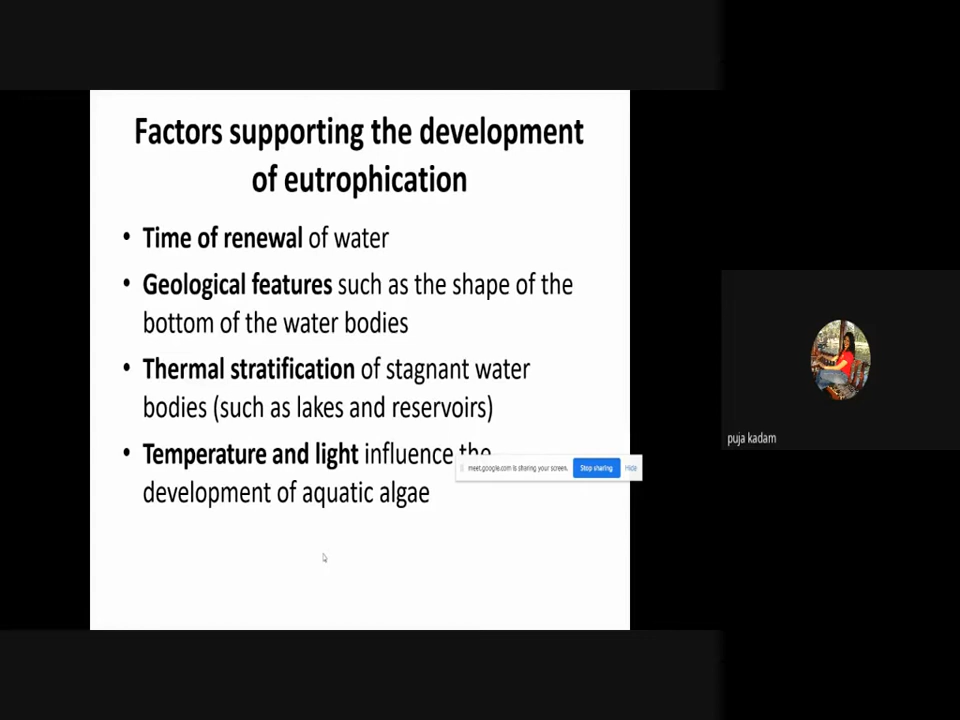 Factors supporting the development
of eutrophication
• Time of renewal of water
• Geological features such as the shape of the
bottom of the water bodies
• Thermal stratification of stagnant water
bodies (such as lakes and reservoirs)
• Temperature and light influence the
development of aquatic algae
meet.google.com is sharing your screen. Stop sharing Hide
puja kadam